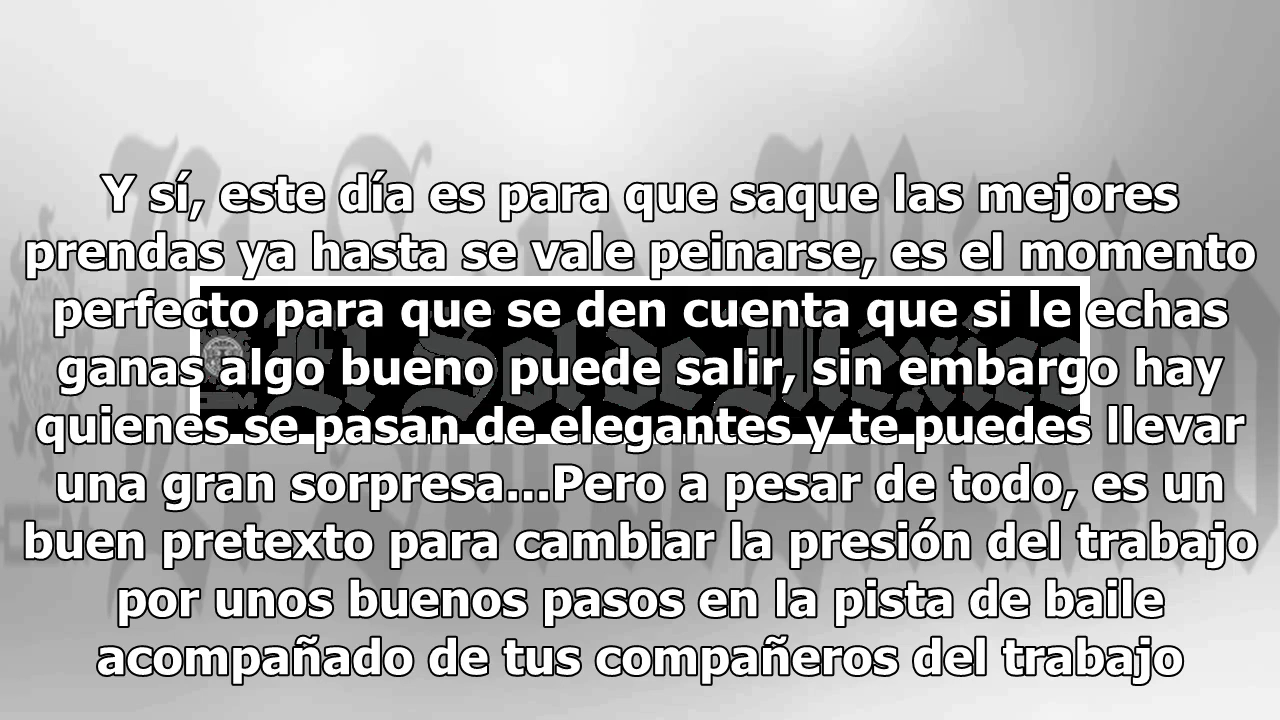 Y sí, este día es para que saque las mejores
prendas ya hasta se vale peinarse, es el momento
perfecto para que se den cuenta que si le echas
ganas algo bueno puede salir, sin embargo hay
quienes se pasan de elegantes y te puedes llevar
una gran sorpresa...Pero a pesar de todo, es un
buen pretexto para cambiar la presión del trabajo
por unos buenos pasos en la pista de baile
acompañado de tus compañeros del trabajo
El Sol de México